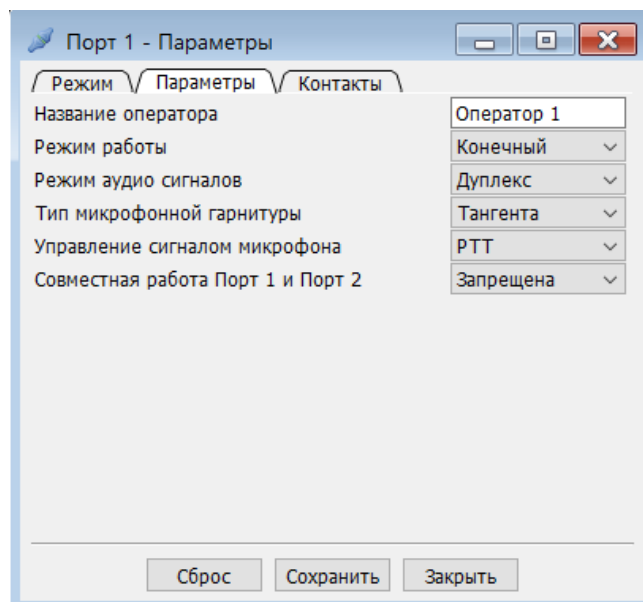 Порт 1 - Параметры
Режим Параметры Контакты
Название оператора Оператор 1
Режим работы Конечный
Режим аудио сигналов Дуплекс
Тип микрофонной гарнитуры Тангента
Управление сигналом микрофона PTT
Совместная работа Порт 1 и Порт 2 Запрещена
Сброс Сохранить Закрыть